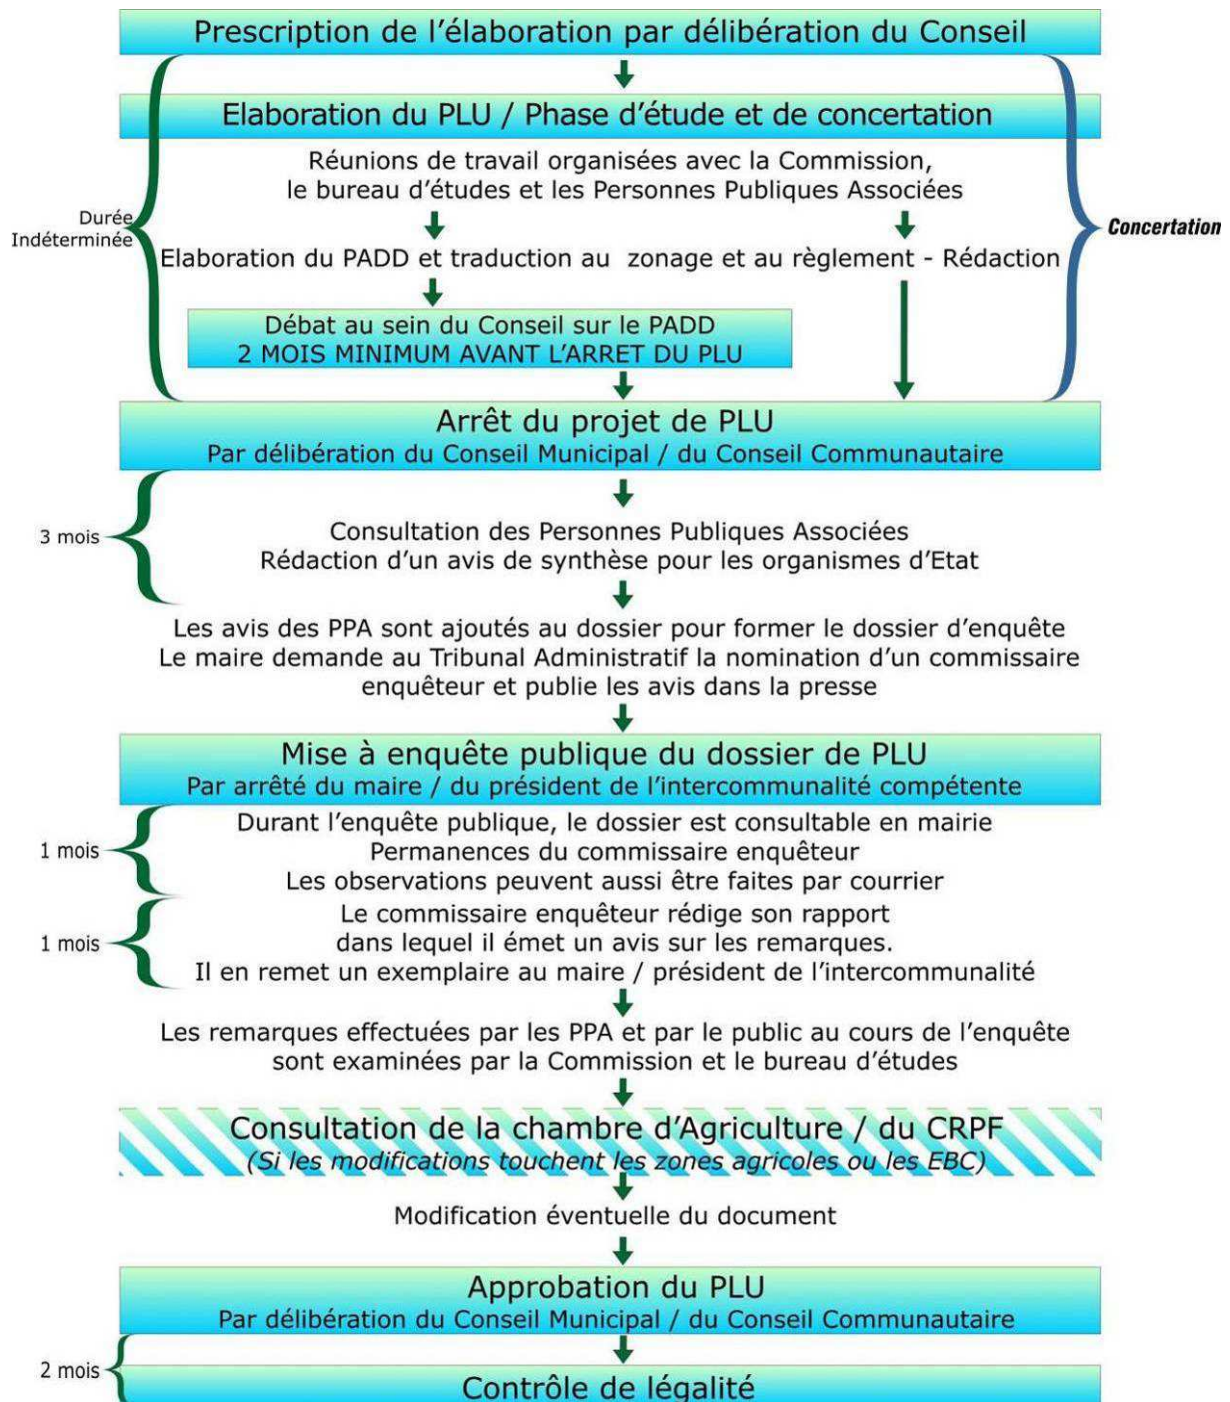 Prescription de l'élaboration par délibération du Conseil
Elaboration du PLU / Phase d'étude et de concertation
Réunions de travail organisées avec la Commission,
le bureau d'études et les Personnes Publiques Associées
Durée
Indéterminée
Concertation
Elaboration du PADD et traduction au zonage et au règlement - Rédaction
Débat au sein du Conseil sur le PADD
2 MOIS MINIMUM AVANT L'ARRET DU PLU
Arrêt du projet de PLU
Par délibération du Conseil Municipal / du Conseil Communautaire
3 mois
Consultation des Personnes Publiques Associées
Rédaction d'un avis de synthèse pour les organismes d'Etat
Les avis des PPA sont ajoutés au dossier pour former le dossier d'enquête
Le maire demande au Tribunal Administratif la nomination d'un commissaire
enquêteur et publie les avis dans la presse
Mise à enquête publique du dossier de PLU
Par arrêté du maire / du président de l'intercommunalité compétente
1 mois
Durant l'enquête publique, le dossier est consultable en mairie
Permanences du commissaire enquêteur
Les observations peuvent aussi être faites par courrier
1 mois
Le commissaire enquêteur rédige son rapport
dans lequel il émet un avis sur les remarques.
Il en remet un exemplaire au maire / président de l'intercommunalité
Les remarques effectuées par les PPA et par le public au cours de l'enquête
sont examinées par la Commission et le bureau d'études
Consultation de la chambre d'Agriculture / du CRPF
(Si les modifications touchent les zones agricoles ou les EBC)
Modification éventuelle du document
Approbation du PLU
Par délibération du Conseil Municipal / du Conseil Communautaire
2 mois
Contrôle de légalité